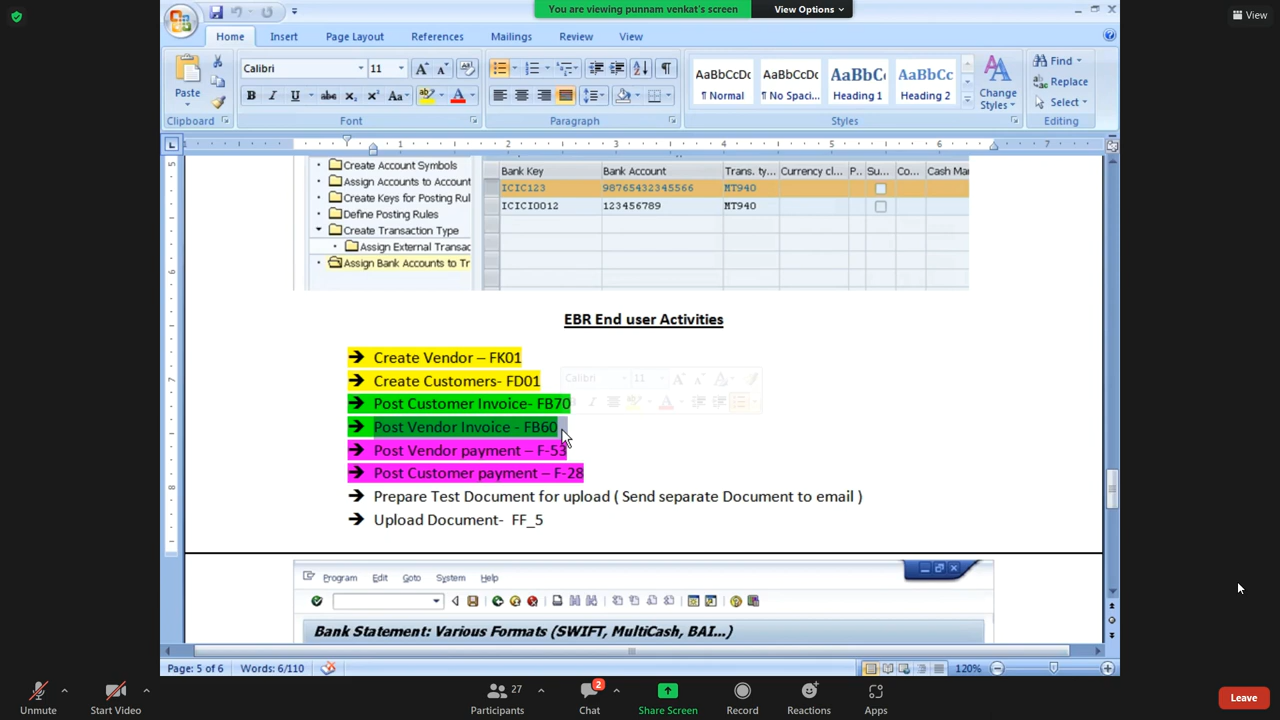 You are viewing punnam venkat's screen
View Options
View
Home
Insert
Page Layout
References
Mailings
Review
View
Paste
Calibri
11
Clipboard
Font
Paragraph
AaBbCcDc
¶ Normal
AaBbCcDc
¶ No Spaci...
AaBbC
Heading 1
AaBbCc
Heading 2
Change
Styles
Styles
Find
Replace
Select
Editing
Create Account Symbols
Assign Accounts to Account
Create Keys for Posting Rul
Define Posting Rules
Create Transaction Type
Assign External Transac
Assign Bank Accounts to Tr
Bank Key Bank Account Trans. ty... Currency cl... P.. Su... Co... Cash Mar
ICIC123 98765432345566 MT940
ICICI0012 123456789 MT940
EBR End user Activities
➔ Create Vendor – FK01
➔ Create Customers- FD01
➔ Post Customer Invoice- FB70
➔ Post Vendor Invoice - FB60
➔ Post Vendor payment – F-53
➔ Post Customer payment – F-28
➔ Prepare Test Document for upload ( Send separate Document to email )
➔ Upload Document- FF_5
Calibri 11
Program Edit Goto System Help
Bank Statement: Various Formats (SWIFT, MultiCash, BAI...)
Page: 5 of 6
Words: 6/110
120%
Unmute
Start Video
27
Participants
2
Chat
Share Screen
Record
Reactions
Apps
Leave